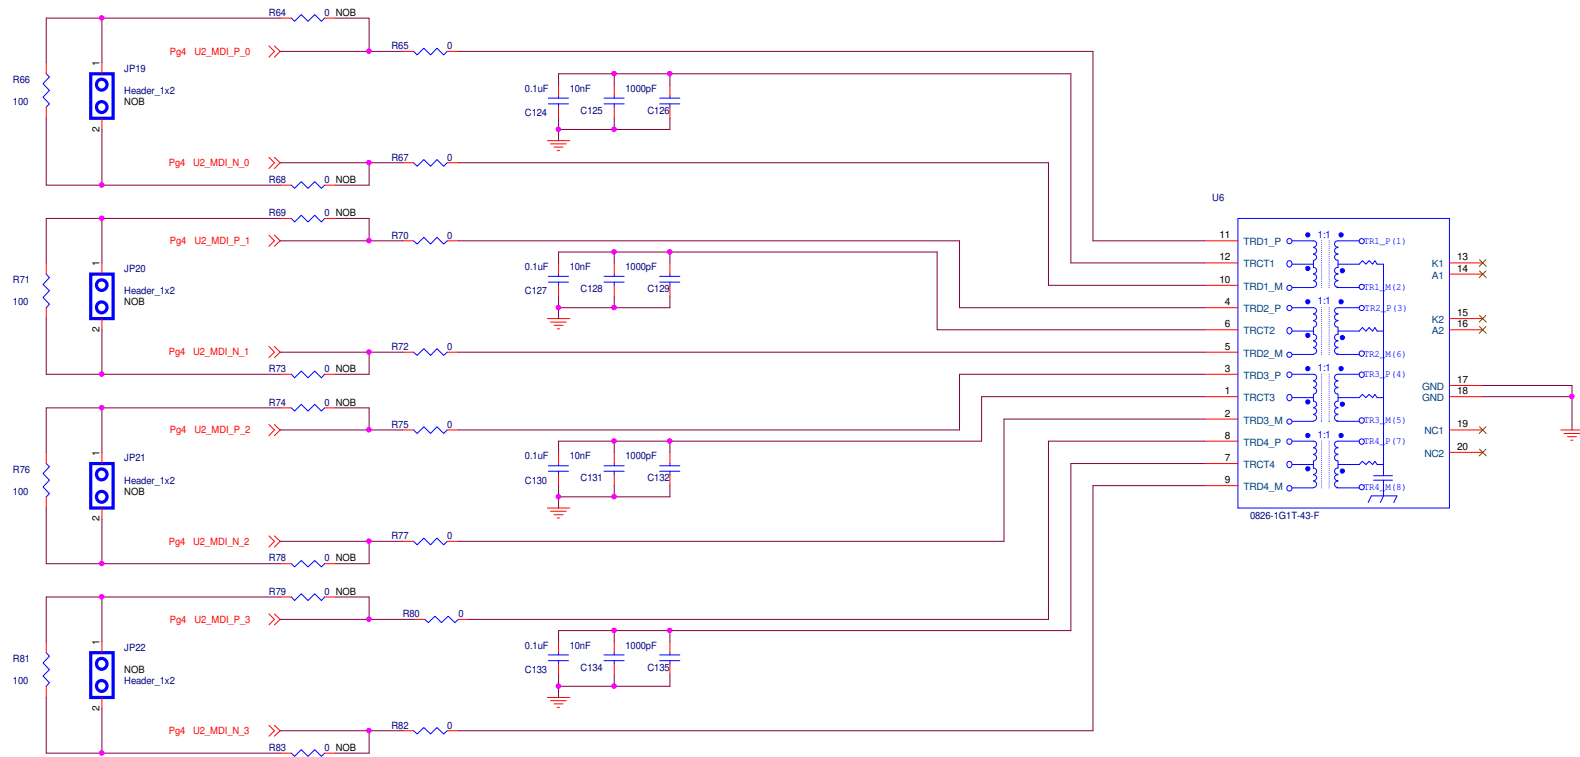 R64 0 NOB
Pg4 U2_MDI_P_0 R65 0
R66
100
JP19
Header_1x2
NOB
1
2
0.1uF 10nF 1000pF
C124 C125 C126
Pg4 U2_MDI_N_0 R67 0
R68 0 NOB
R69 0 NOB
Pg4 U2_MDI_P_1 R70 0
R71
100
JP20
Header_1x2
NOB
1
2
0.1uF 10nF 1000pF
C127 C128 C129
Pg4 U2_MDI_N_1 R72 0
R73 0 NOB
R74 0 NOB
Pg4 U2_MDI_P_2 R75 0
R76
100
JP21
Header_1x2
NOB
1
2
0.1uF 10nF 1000pF
C130 C131 C132
Pg4 U2_MDI_N_2 R77 0
R78 0 NOB
R79 0 NOB
Pg4 U2_MDI_P_3 R80 0
R81
100
JP22
NOB
Header_1x2
1
2
0.1uF 10nF 1000pF
C133 C134 C135
Pg4 U2_MDI_N_3 R82 0
R83 0 NOB
U6
11 TRD1_P 1:1 TR1_P(1)
12 TRCT1
10 TRD1_M TR1_M(2)
4 TRD2_P 1:1 TR2_P(3)
6 TRCT2
5 TRD2_M TR2_M(6)
3 TRD3_P 1:1 TR3_P(4)
1 TRCT3
2 TRD3_M TR3_M(5)
8 TRD4_P 1:1 TR4_P(7)
7 TRCT4
9 TRD4_M TR4_M(8)
K1 13
A1 14
K2 15
A2 16
GND 17
GND 18
NC1 19
NC2 20
0826-1G1T-43-F